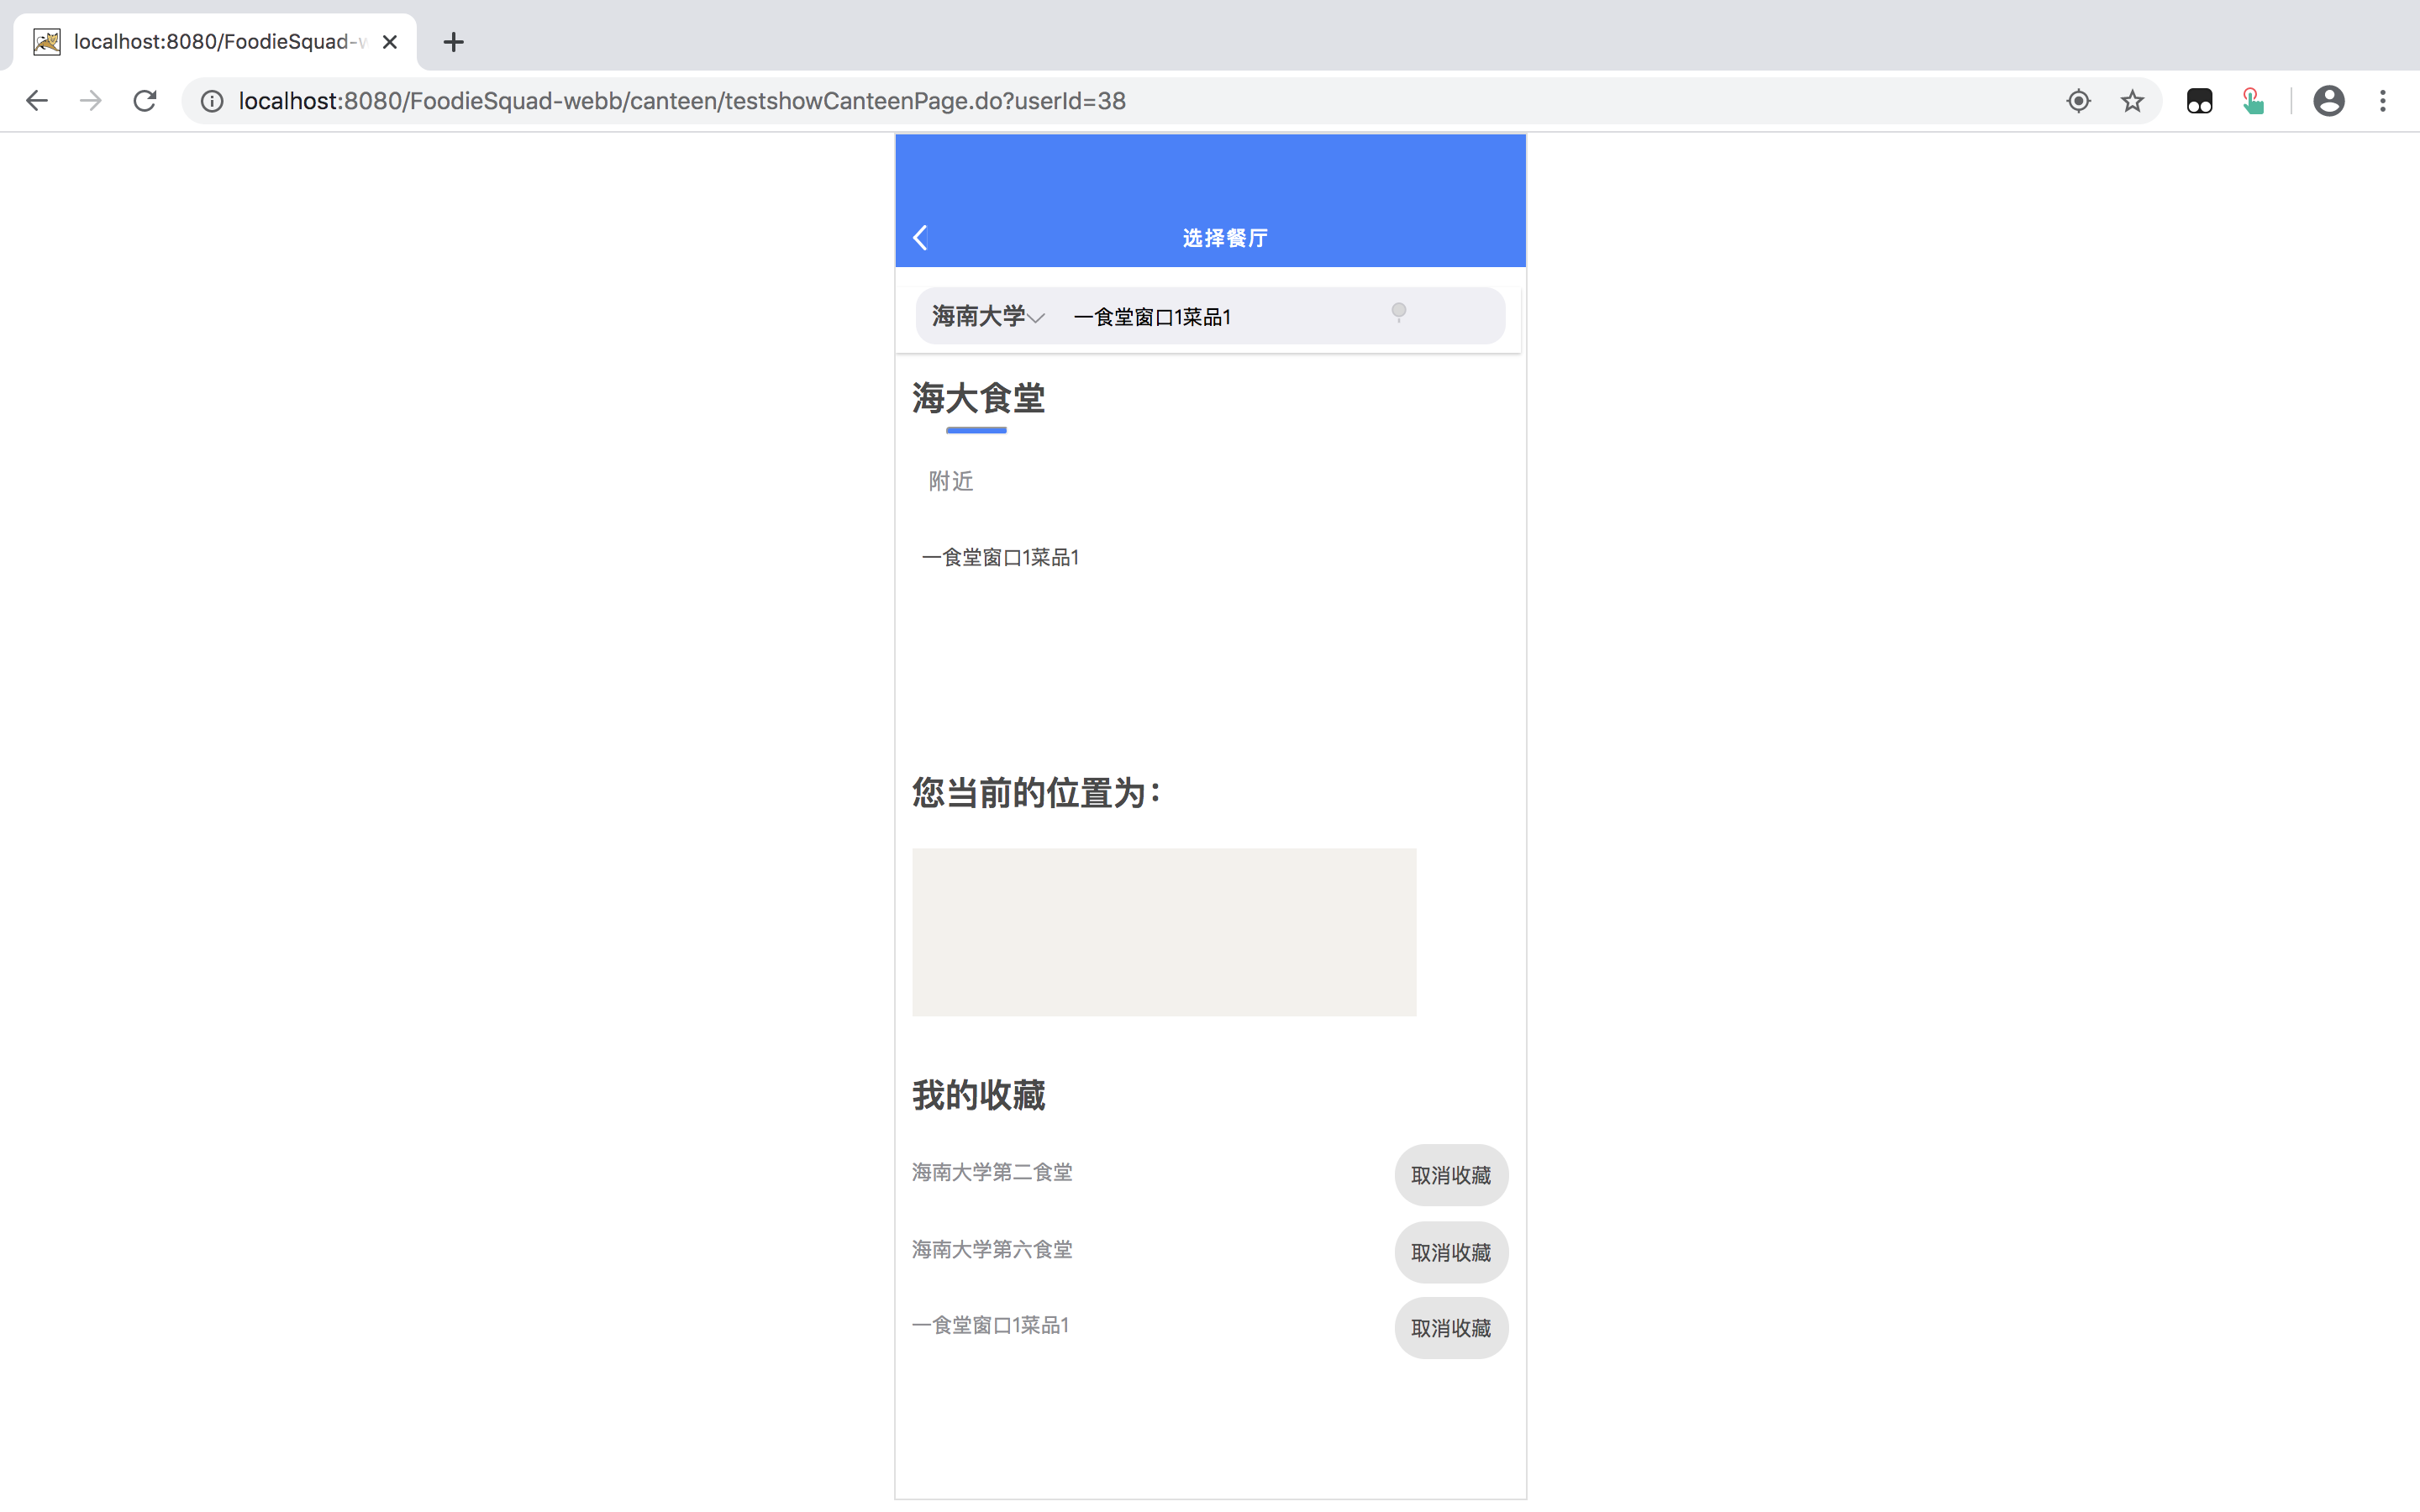 localhost:8080/FoodieSquad-w
localhost:8080/FoodieSquad-webb/canteen/testshowCanteenPage.do?userId=38
选择餐厅
海南大学 一食堂窗口1菜品1
海大食堂
附近
一食堂窗口1菜品1
您当前的位置为：
我的收藏
海南大学第二食堂 取消收藏
海南大学第六食堂 取消收藏
一食堂窗口1菜品1 取消收藏